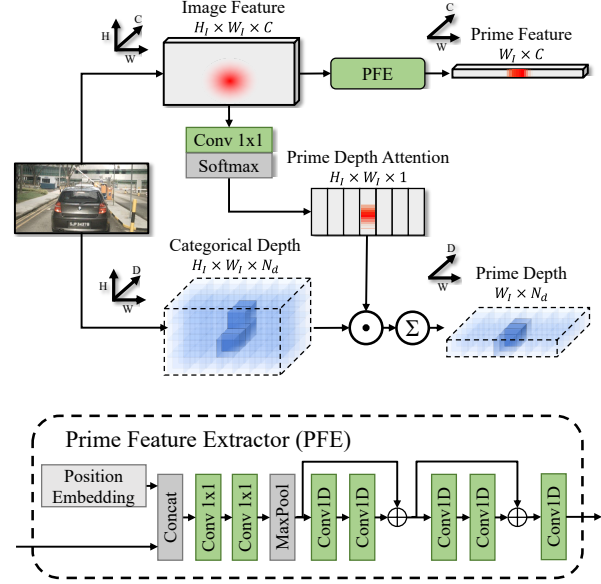 Image Feature
H_I × W_I × C
H
C
W
C
W
Prime Feature
W_I × C
PFE
Conv 1x1
Softmax
Prime Depth Attention
H_I × W_I × 1
Categorical Depth
H_I × W_I × N_d
H
D
W
D
W
Prime Depth
W_I × N_d
Σ
Prime Feature Extractor (PFE)
Position
Embedding
Concat
Conv 1x1
Conv 1x1
MaxPool
Conv1D
Conv1D
Conv1D
Conv1D
Conv1D